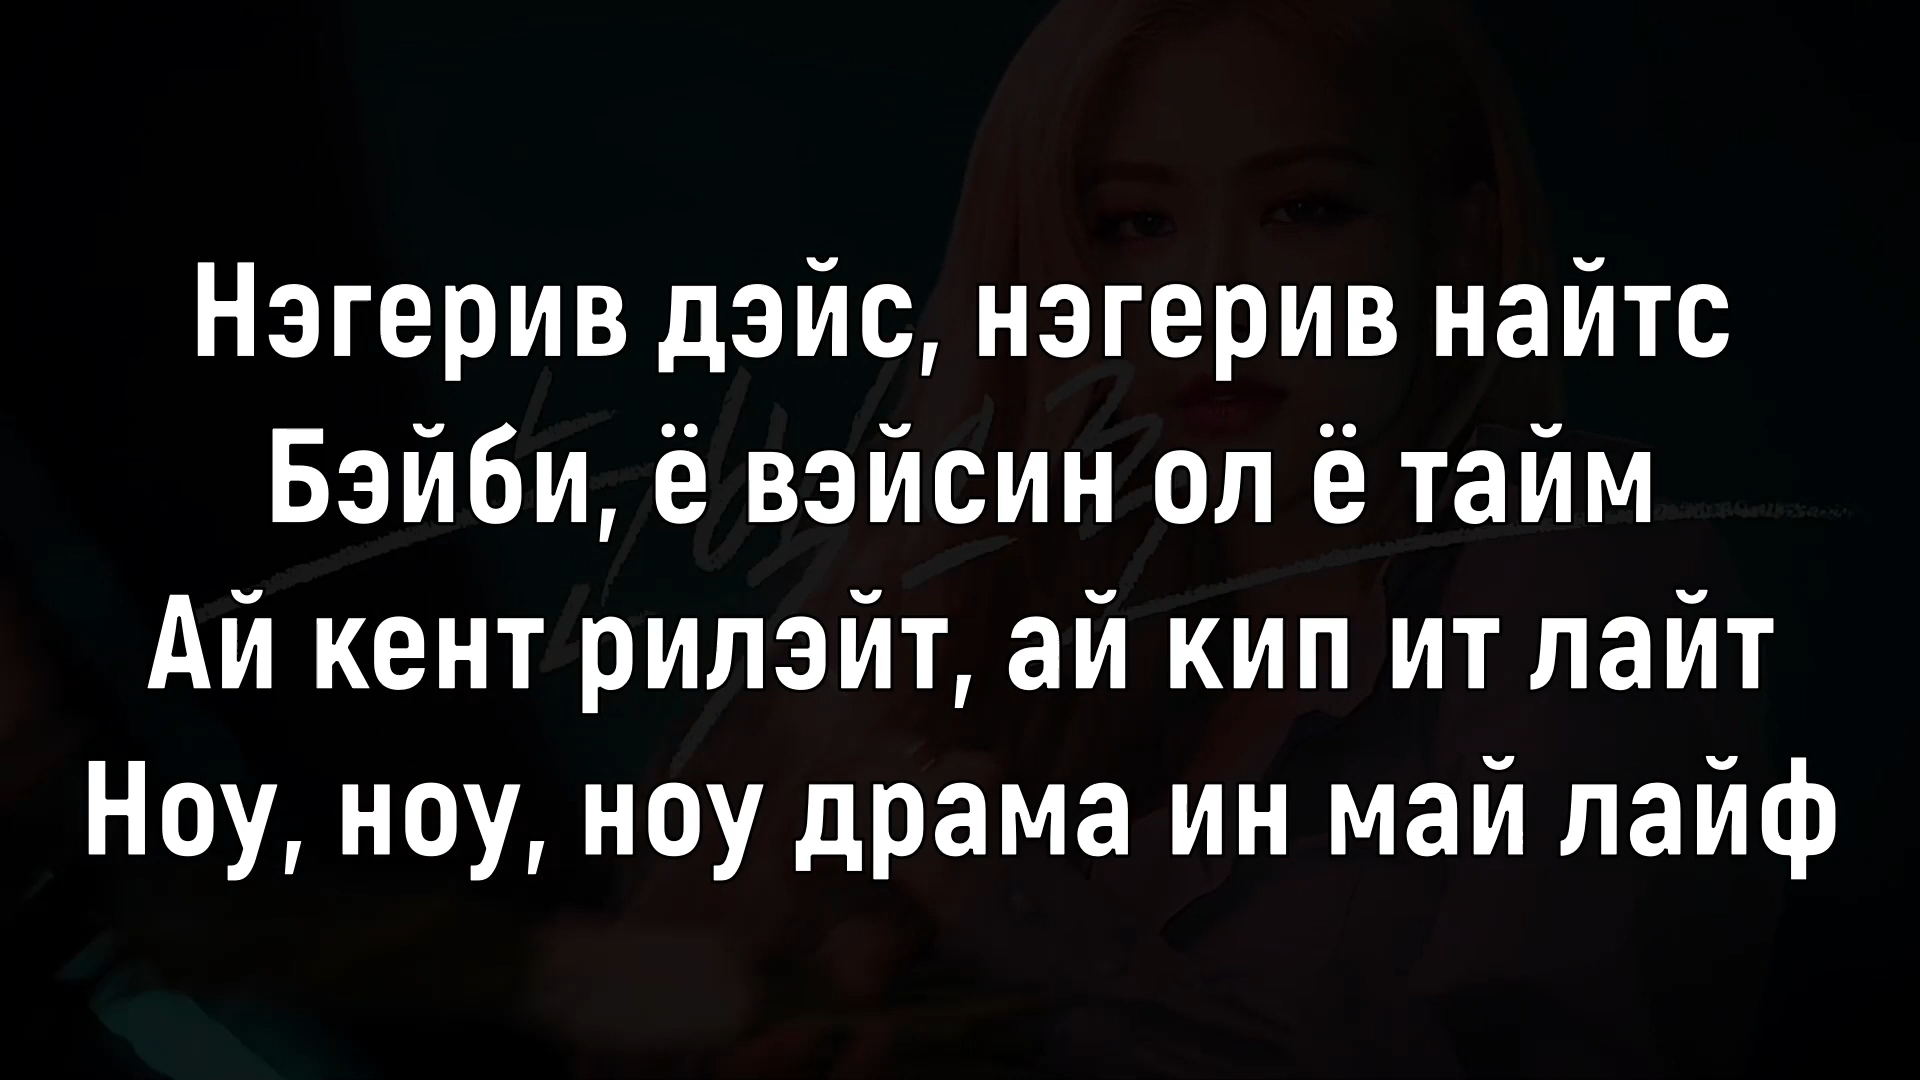 Нэгерив дэйс, нэгерив найтс
Бэйби, ё вэйсин ол ё тайм
Ай кент рилэйт, ай кип ит лайт
Ноу, ноу, ноу драма ин май лайф